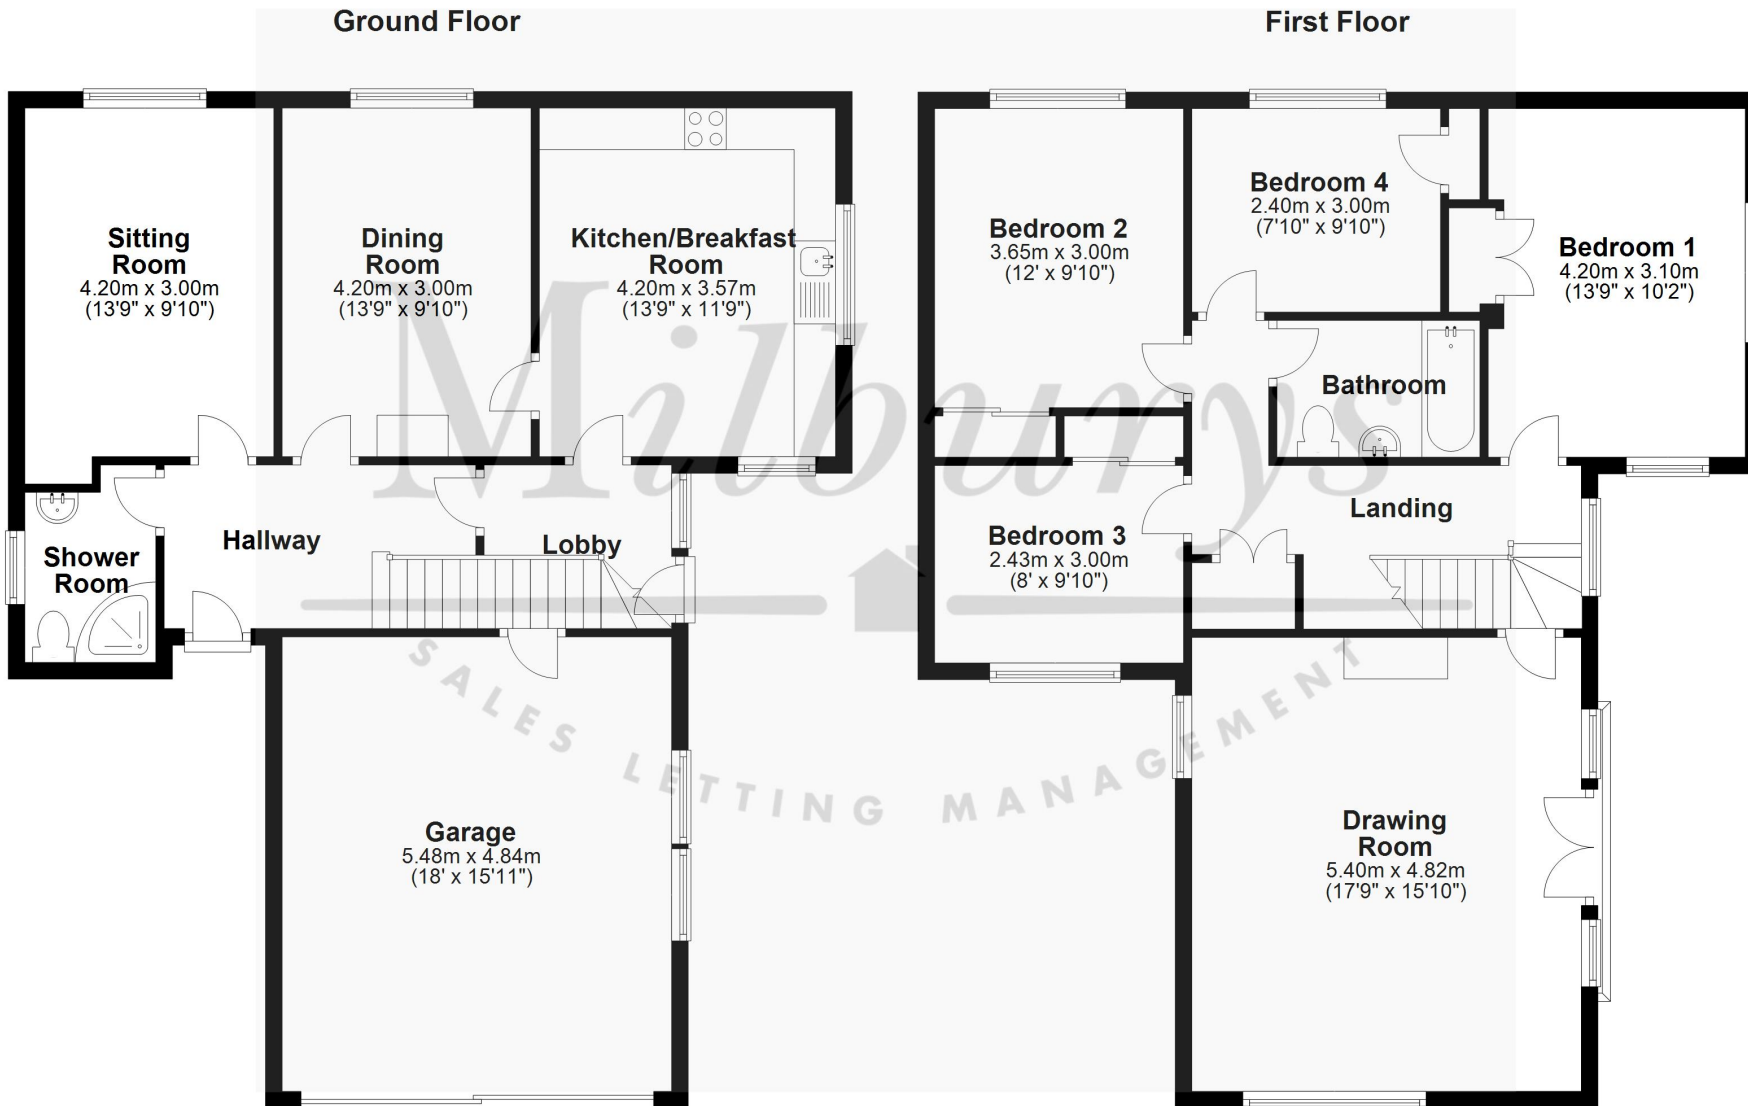 Ground Floor
First Floor
Sitting
Room
4.20m x 3.00m
(13'9" x 9'10")
Dining
Room
4.20m x 3.00m
(13'9" x 9'10")
Kitchen/Breakfast
Room
4.20m x 3.57m
(13'9" x 11'9")
Shower
Room
Hallway
Lobby
Garage
5.48m x 4.84m
(18' x 15'11")
Bedroom 2
3.65m x 3.00m
(12' x 9'10")
Bedroom 4
2.40m x 3.00m
(7'10" x 9'10")
Bedroom 1
4.20m x 3.10m
(13'9" x 10'2")
Bathroom
Bedroom 3
2.43m x 3.00m
(8' x 9'10")
Landing
Drawing
Room
5.40m x 4.82m
(17'9" x 15'10")
Milburys
SALES LETTING MANAGEMENT